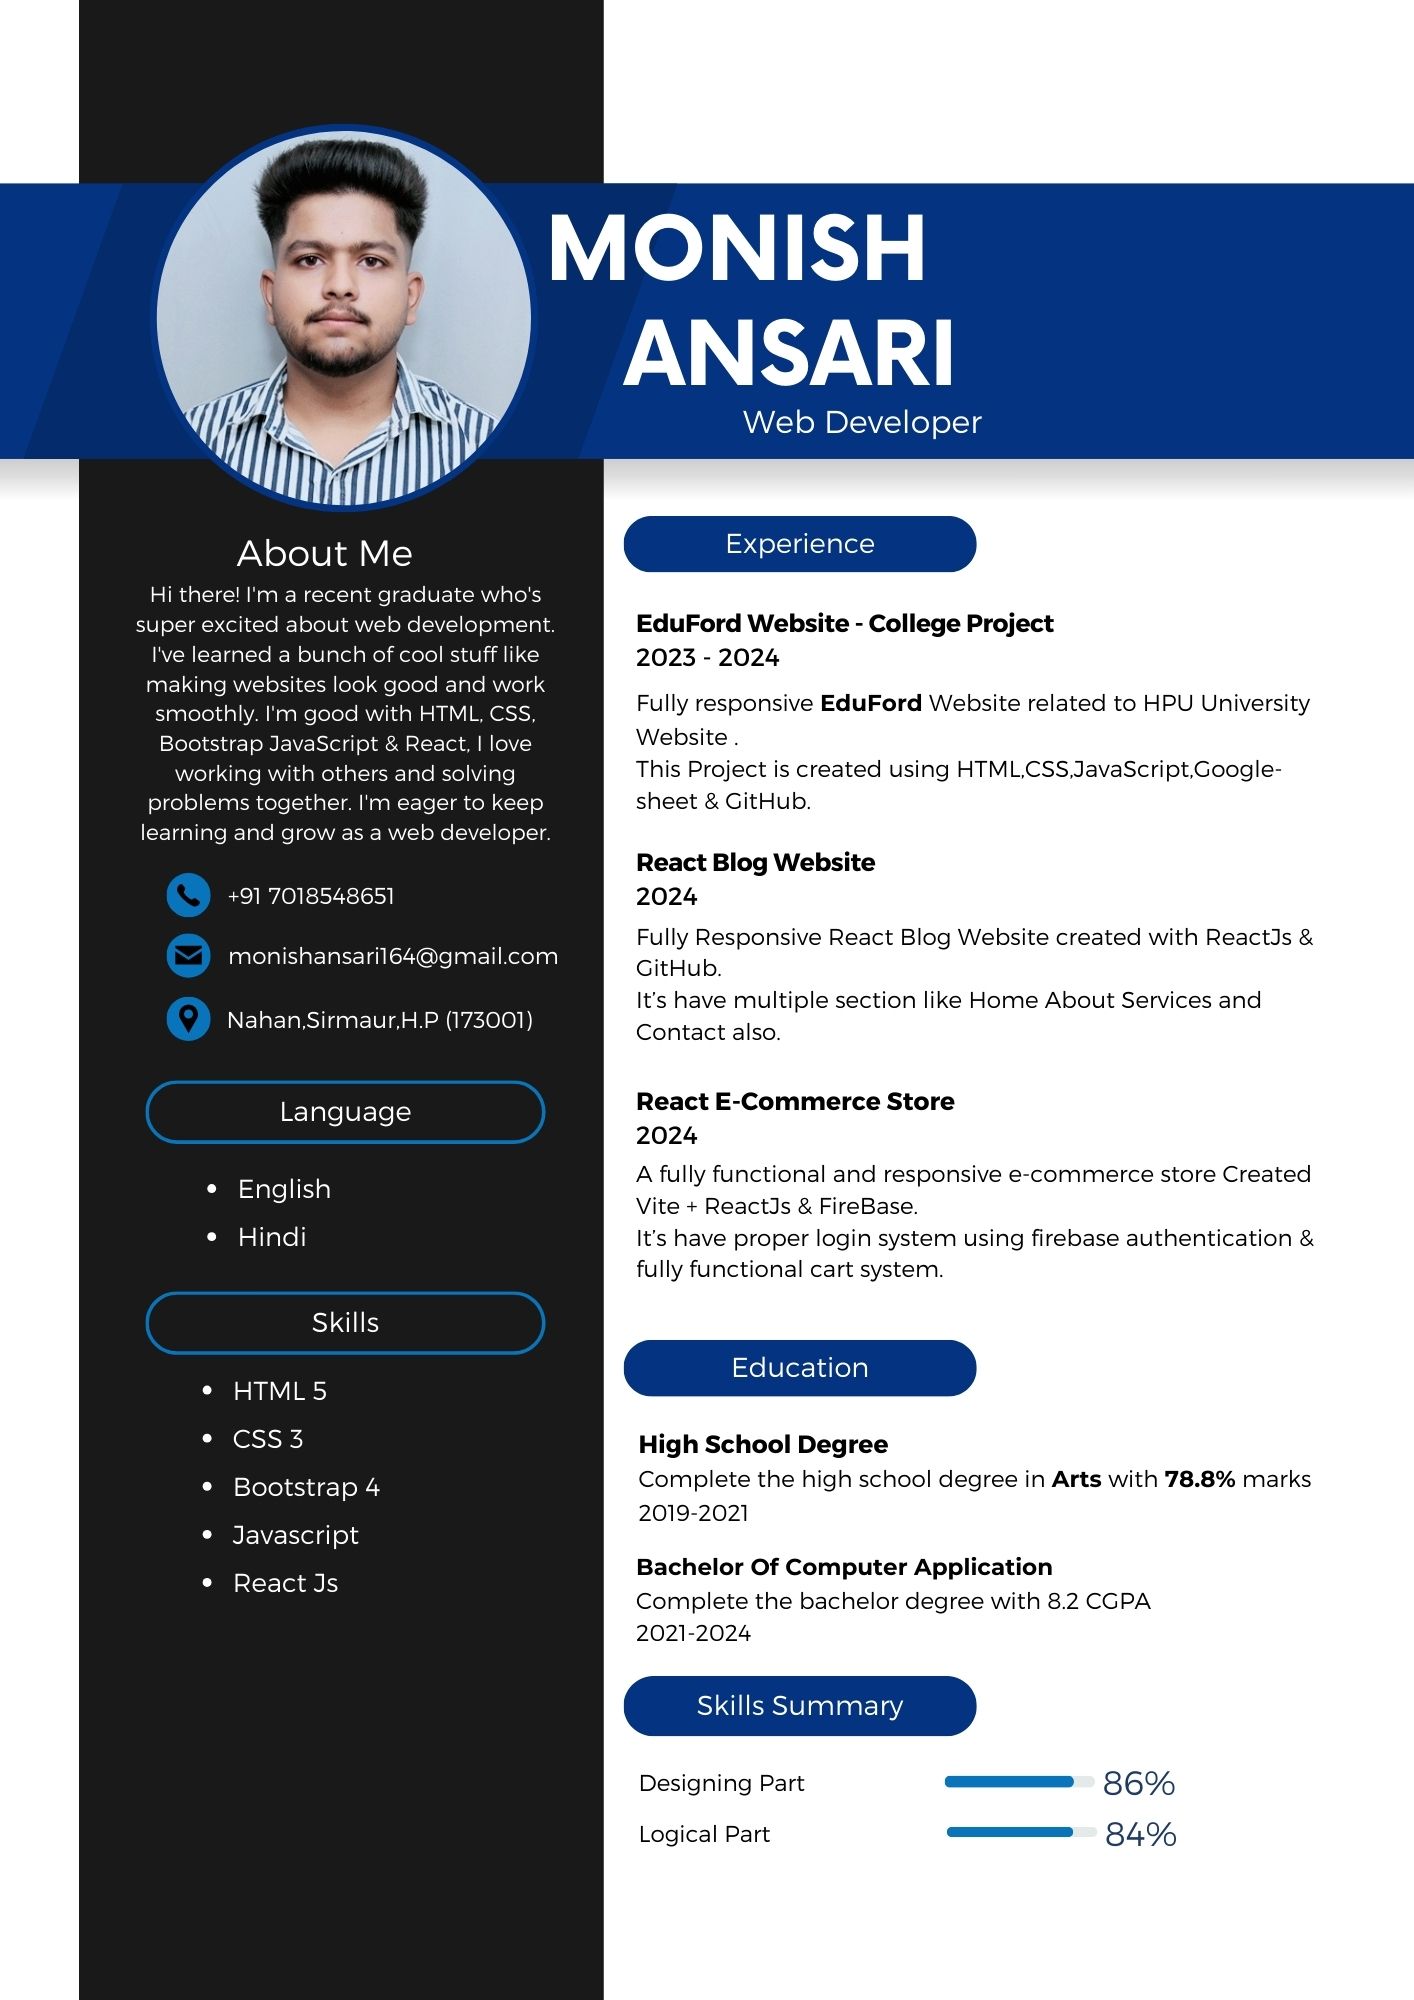 MONISH
ANSARI
Web Developer
About Me
Hi there! I'm a recent graduate who's
super excited about web development.
I've learned a bunch of cool stuff like
making websites look good and work
smoothly. I'm good with HTML, CSS,
Bootstrap JavaScript & React, I love
working with others and solving
problems together. I'm eager to keep
learning and grow as a web developer.
+91 7018548651
monishansari164@gmail.com
Nahan,Sirmaur,H.P (173001)
Language
• English
• Hindi
Skills
• HTML 5
• CSS 3
• Bootstrap 4
• Javascript
• React Js
Experience
EduFord Website - College Project
2023 - 2024
Fully responsive EduFord Website related to HPU University
Website .
This Project is created using HTML,CSS,JavaScript,Google-
sheet & GitHub.
React Blog Website
2024
Fully Responsive React Blog Website created with ReactJs &
GitHub.
It’s have multiple section like Home About Services and
Contact also.
React E-Commerce Store
2024
A fully functional and responsive e-commerce store Created
Vite + ReactJs & FireBase.
It’s have proper login system using firebase authentication &
fully functional cart system.
Education
High School Degree
Complete the high school degree in Arts with 78.8% marks
2019-2021
Bachelor Of Computer Application
Complete the bachelor degree with 8.2 CGPA
2021-2024
Skills Summary
Designing Part 86%
Logical Part 84%